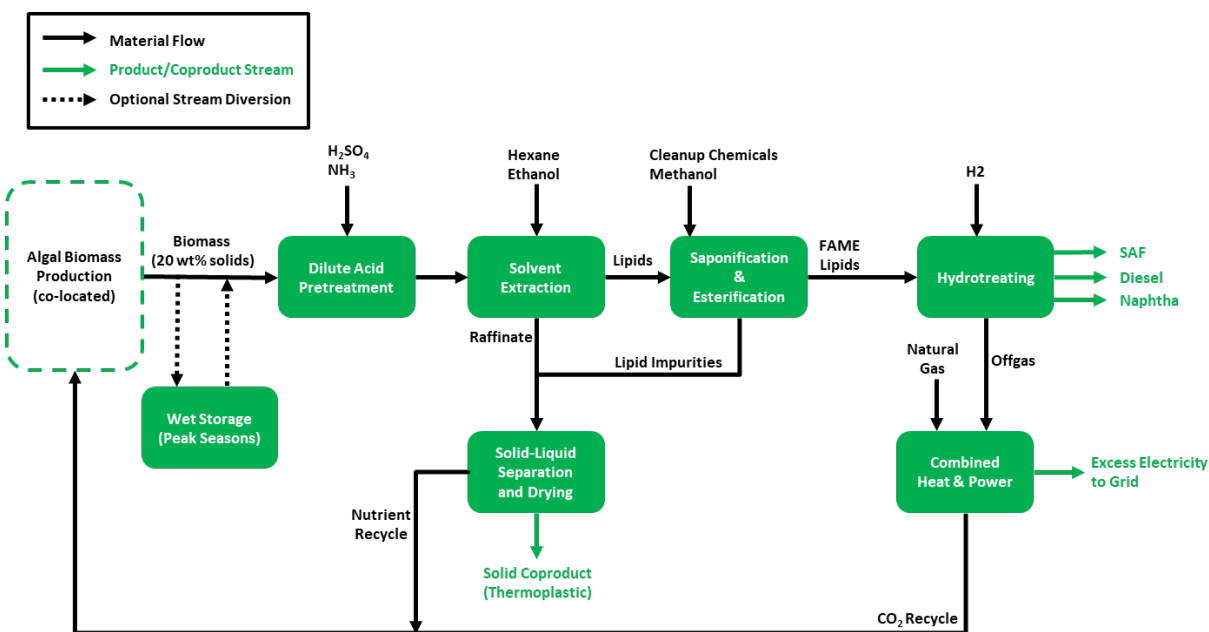 Material Flow
Product/Coproduct Stream
Optional Stream Diversion
H₂SO₄
NH₃
Hexane
Ethanol
Cleanup Chemicals
Methanol
H2
Algal Biomass
Production
(co-located)
Biomass
(20 wt% solids)
Dilute Acid
Pretreatment
Solvent
Extraction
Lipids
Saponification
&
Esterification
FAME
Lipids
Hydrotreating
SAF
Diesel
Naphtha
Raffinate
Lipid Impurities
Natural
Gas
Offgas
Wet Storage
(Peak Seasons)
Solid-Liquid
Separation
and Drying
Combined
Heat & Power
Excess Electricity
to Grid
Nutrient
Recycle
Solid Coproduct
(Thermoplastic)
CO₂ Recycle